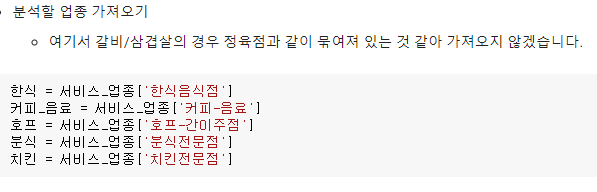 분석할 업종 가져오기
여기서 갈비/삼겹살의 경우 정육점과 같이 묶여져 있는 것 같아 가져오지 않겠습니다.
한식 = 서비스_업종['한식음식점']
커피_음료 = 서비스_업종['커피-음료']
호프 = 서비스_업종['호프-간이주점']
분식 = 서비스_업종['분식전문점']
치킨 = 서비스_업종['치킨전문점']